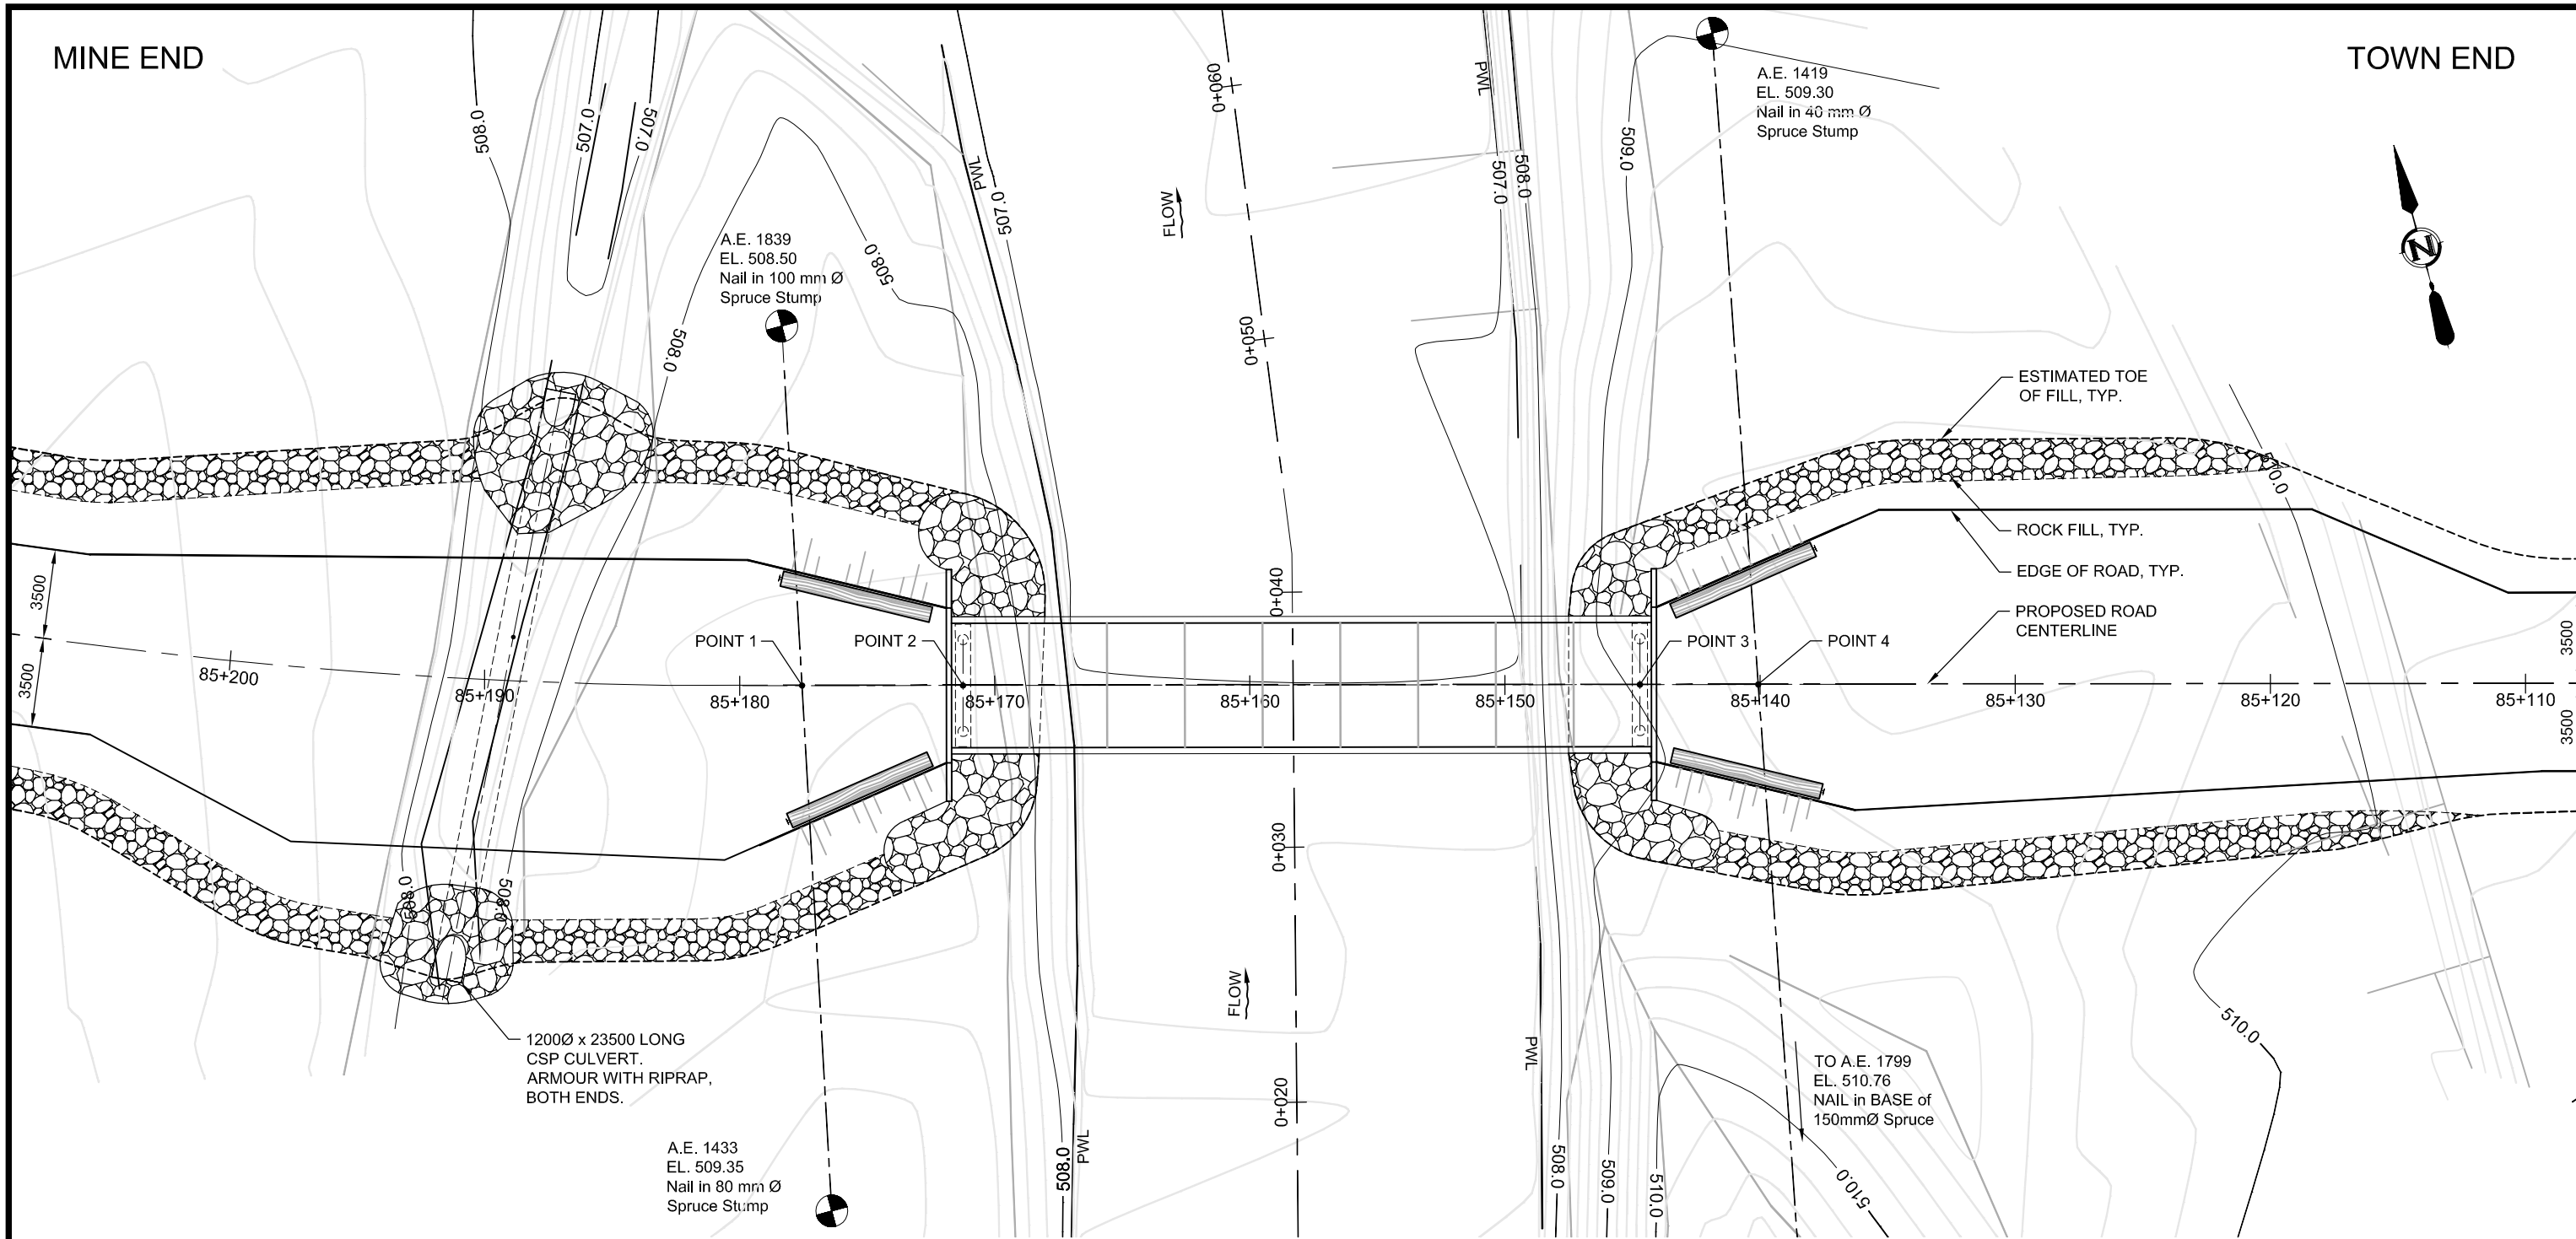 MINE END
TOWN END
A.E. 1419
EL. 509.30
Nail in 40 mm Ø
Spruce Stump
0+060
PWL
PWL
508.0
507.0
507.0
507.0
507.0
508.0
509.0
FLOW
N
A.E. 1839
EL. 508.50
Nail in 100 mm Ø
Spruce Stump
508.0
508.0
0+050
ESTIMATED TOE
OF FILL, TYP.
510.0
ROCK FILL, TYP.
EDGE OF ROAD, TYP.
PROPOSED ROAD
CENTERLINE
3500
3500
3500
3500
0+040
POINT 1
POINT 2
POINT 3
POINT 4
85+200
85+190
85+180
85+170
85+160
85+150
85+140
85+130
85+120
85+110
0+030
508.0
508.0
FLOW
510.0
1200Ø x 23500 LONG
CSP CULVERT.
ARMOUR WITH RIPRAP,
BOTH ENDS.
PWL
TO A.E. 1799
EL. 510.76
NAIL in BASE of
150mmØ Spruce
0+020
A.E. 1433
EL. 509.35
Nail in 80 mm Ø
Spruce Stump
508.0
PWL
508.0
509.0
510.0
510.0